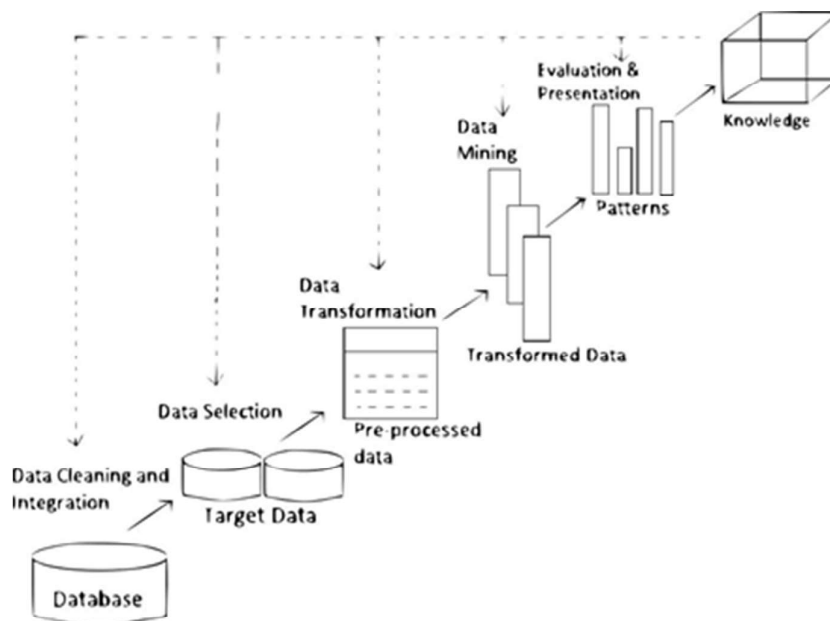 Evaluation &
Presentation
Knowledge
Data
Mining
Patterns
Data
Transformation
Transformed Data
Data Selection
Pre-processed
data
Data Cleaning and
Integration
Target Data
Database